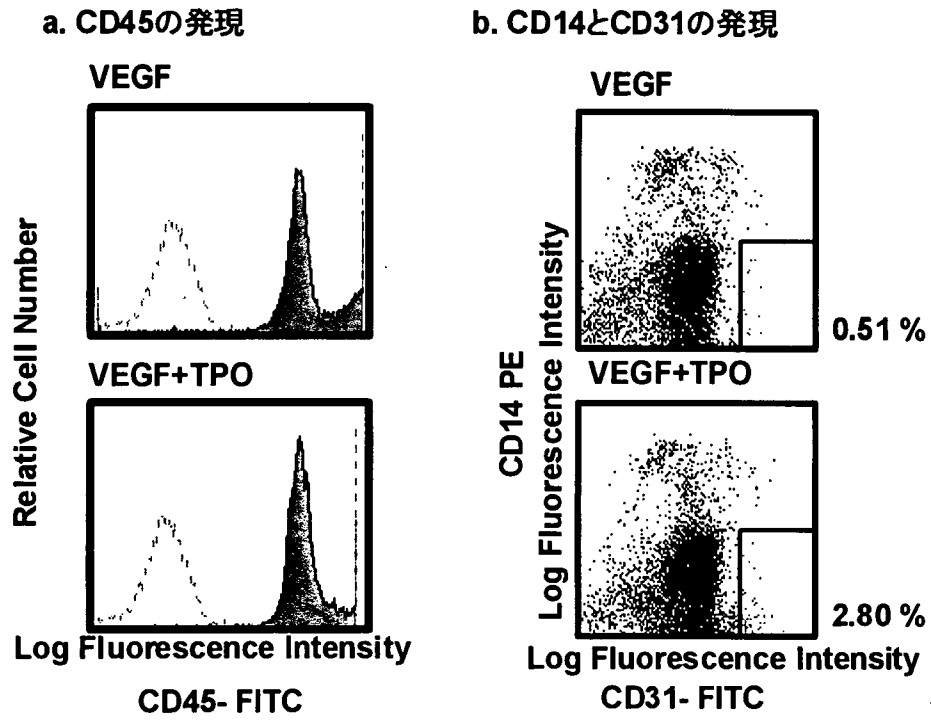 a. CD45の発現
VEGF
VEGF+TPO
Relative Cell Number
Log Fluorescence Intensity
CD45- FITC
b. CD14とCD31の発現
VEGF
0.51 %
VEGF+TPO
2.80 %
CD14 PE
Log Fluorescence Intensity
Log Fluorescence Intensity
CD31- FITC